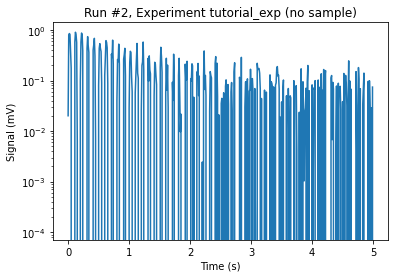 Run #2, Experiment tutorial_exp (no sample)
Signal (mV)
10⁰
10⁻¹
10⁻²
10⁻³
10⁻⁴
0 1 2 3 4 5
Time (s)